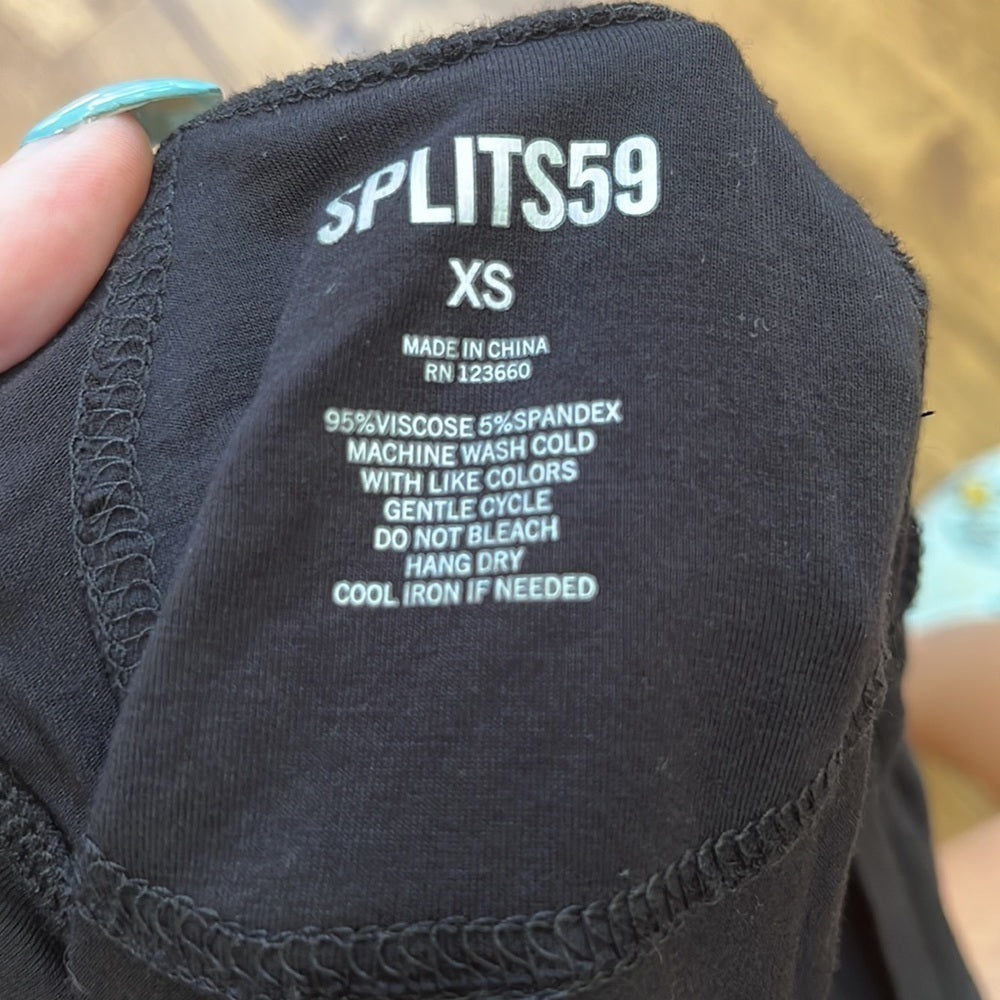 SPLITS59
XS
MADE IN CHINA
RN 123660
95%VISCOSE 5%SPANDEX
MACHINE WASH COLD
WITH LIKE COLORS
GENTLE CYCLE
DO NOT BLEACH
HANG DRY
COOL IRON IF NEEDED